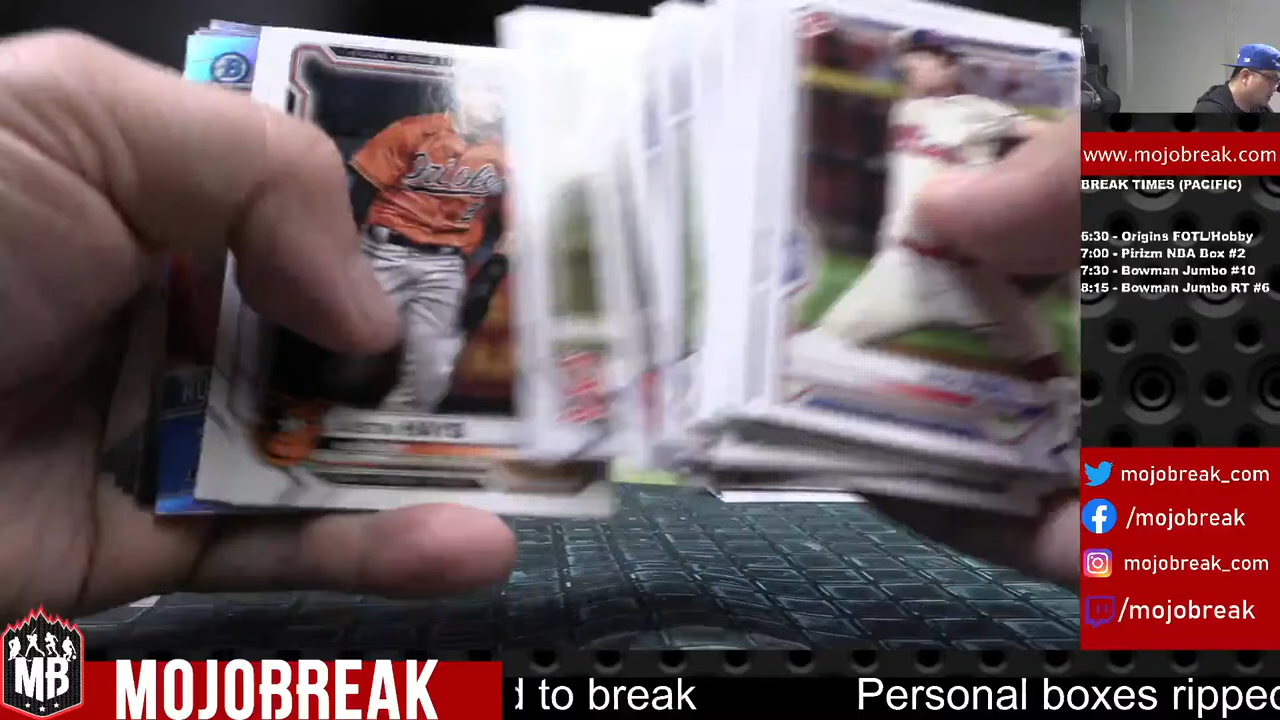 Orioles
HAYS
www.mojobreak.com
BREAK TIMES (PACIFIC)
5:30 - Origins FOTL/Hobby
7:00 - Pirizm NBA Box #2
7:30 - Bowman Jumbo #10
8:15 - Bowman Jumbo RT #6
mojobreak_com
/mojobreak
mojobreak_com
/mojobreak
MB
MOJOBREAK
d to break
Personal boxes ripped